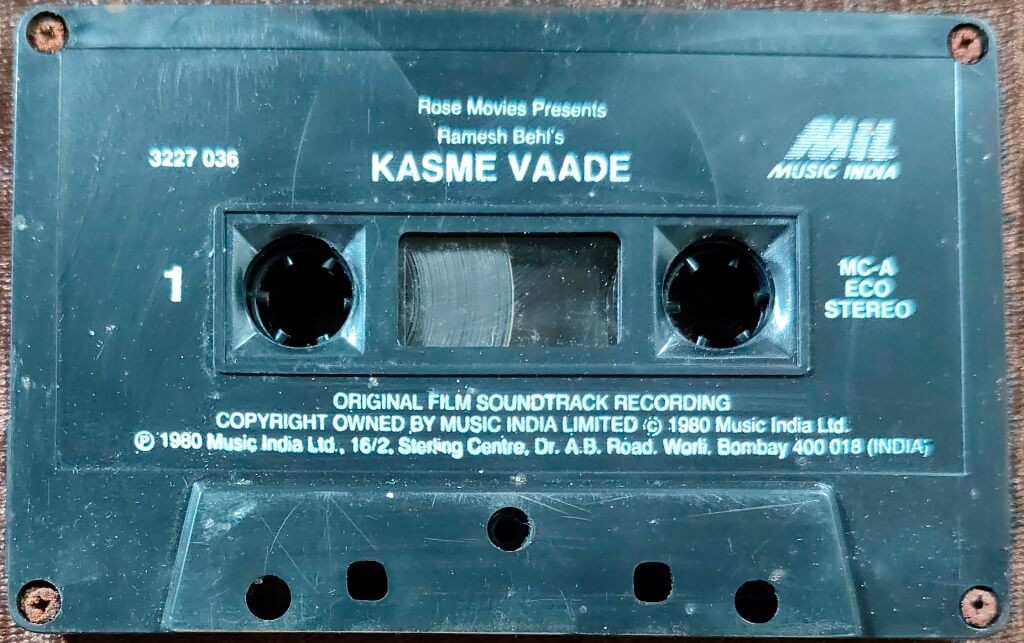 Rose Movies Presents
Ramesh Behl's
KASME VAADE
3227 036
MIL
MUSIC INDIA
1
MC-A
ECO
STEREO
ORIGINAL FILM SOUNDTRACK RECORDING
COPYRIGHT OWNED BY MUSIC INDIA LIMITED © 1980 Music India Ltd.
℗ 1980 Music India Ltd., 16/2, Sterling Centre, Dr. A.B. Road. Worli. Bombay 400 018 (INDIA)